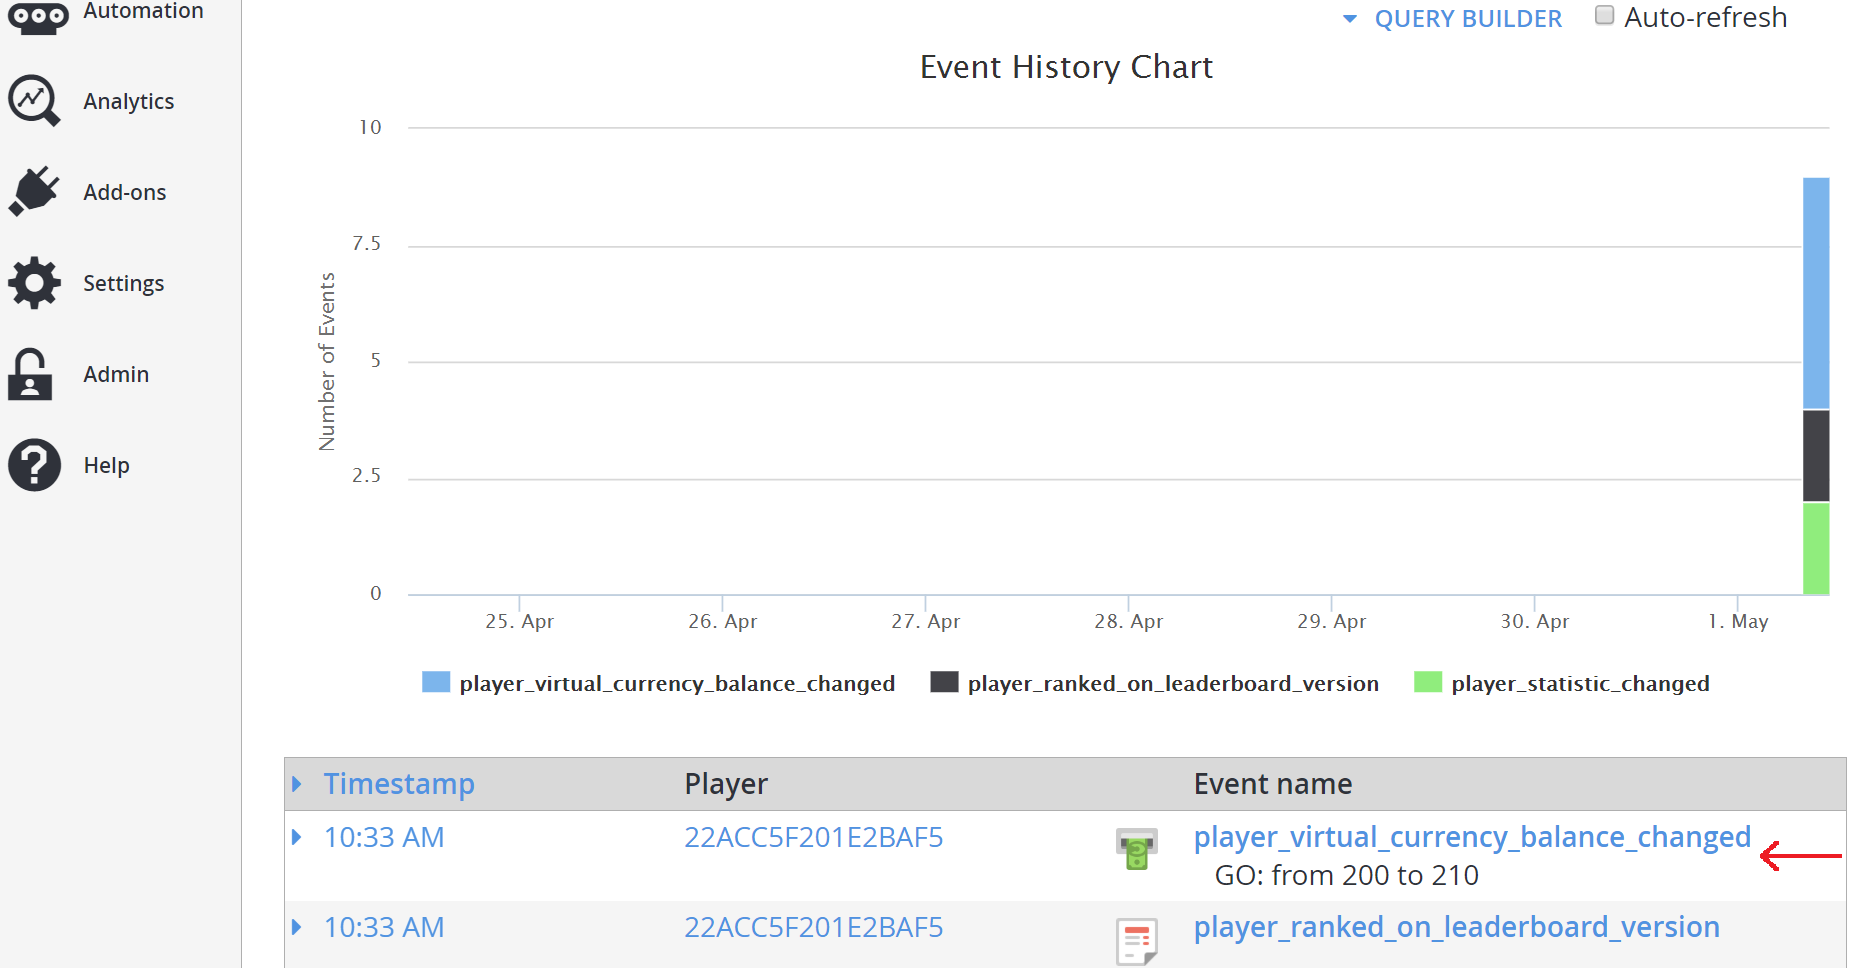 Automation
Analytics
Add-ons
Settings
Admin
Help
QUERY BUILDER Auto-refresh
Event History Chart
Number of Events
10
7.5
5
2.5
0
25. Apr 26. Apr 27. Apr 28. Apr 29. Apr 30. Apr 1. May
player_virtual_currency_balance_changed player_ranked_on_leaderboard_version player_statistic_changed
Timestamp Player Event name
10:33 AM 22ACC5F201E2BAF5 player_virtual_currency_balance_changed
GO: from 200 to 210
10:33 AM 22ACC5F201E2BAF5 player_ranked_on_leaderboard_version